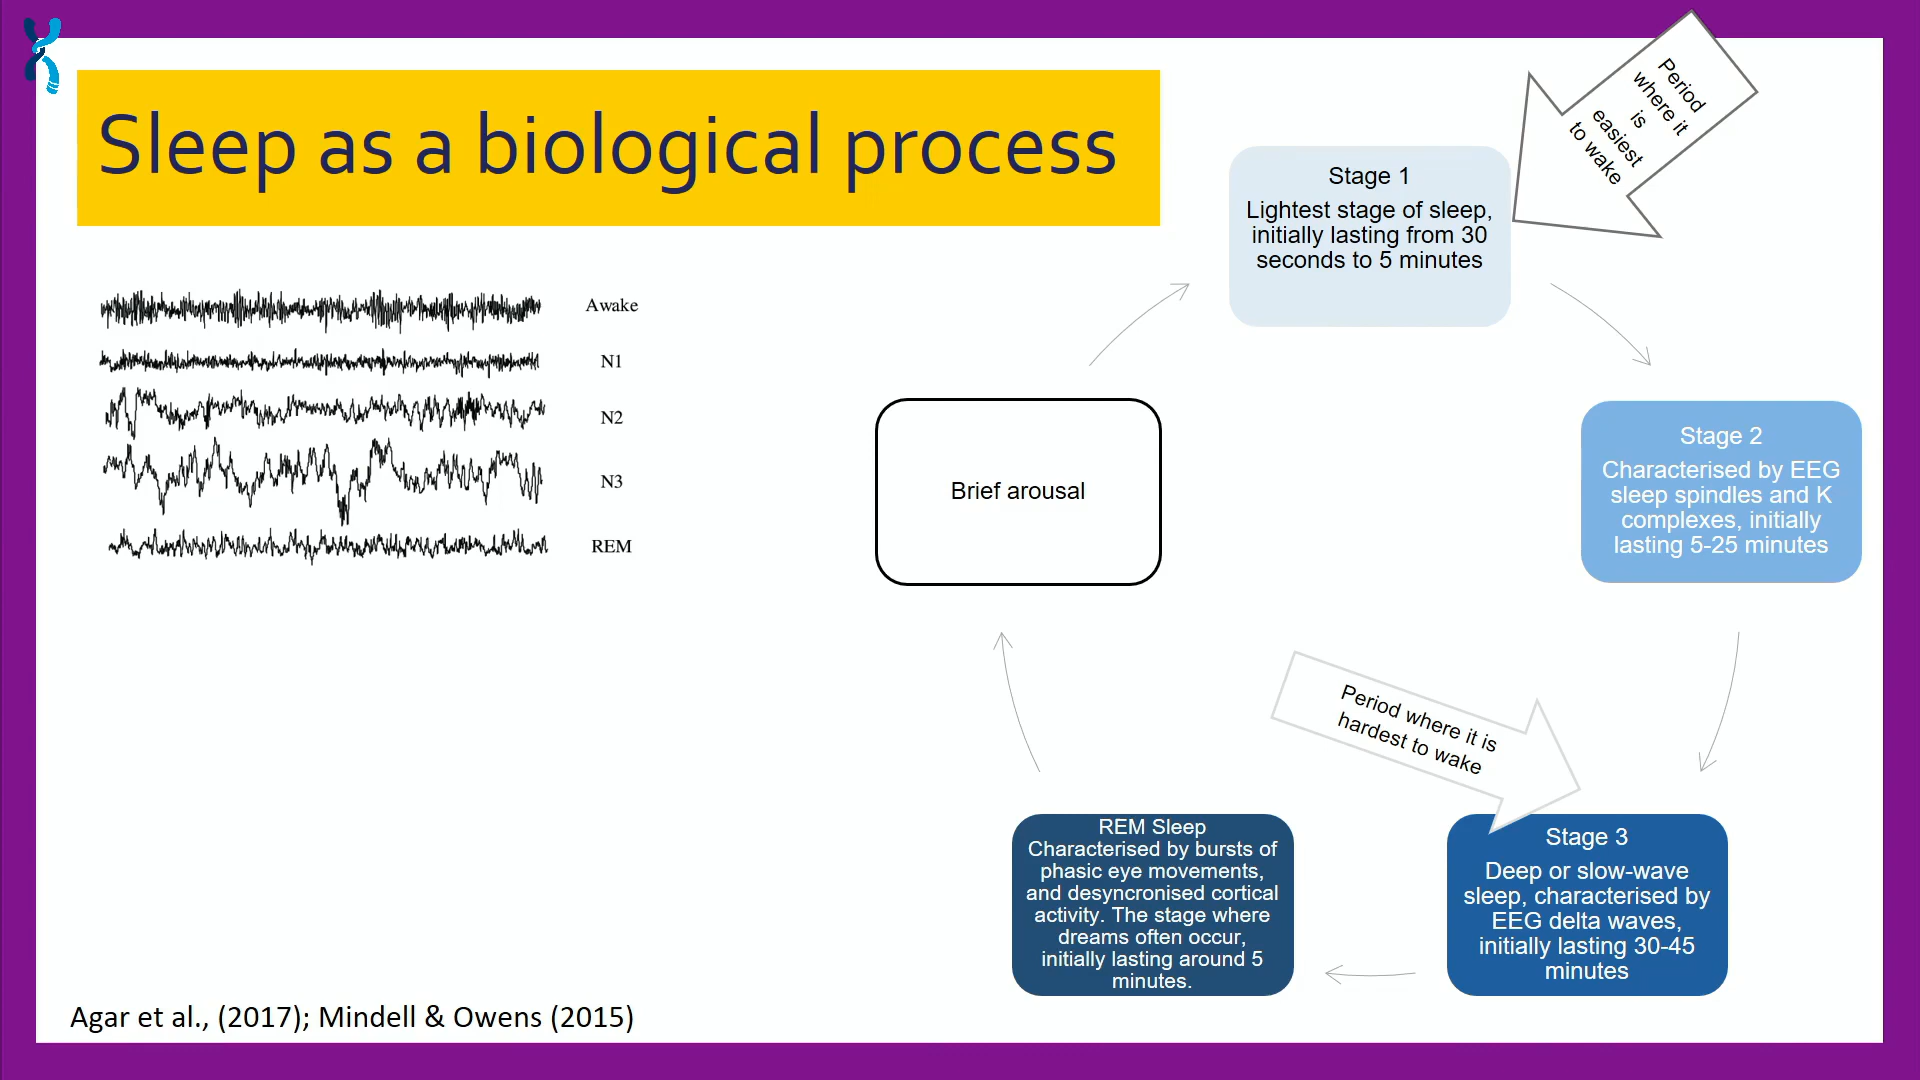 Sleep as a biological process
Awake
N1
N2
N3
REM
Period
where it
is
easiest
to wake
Stage 1
Lightest stage of sleep,
initially lasting from 30
seconds to 5 minutes
Stage 2
Characterised by EEG
sleep spindles and K
complexes, initially
lasting 5-25 minutes
Brief arousal
Period where it is
hardest to wake
Stage 3
Deep or slow-wave
sleep, characterised by
EEG delta waves,
initially lasting 30-45
minutes
REM Sleep
Characterised by bursts of
phasic eye movements,
and desyncronised cortical
activity. The stage where
dreams often occur,
initially lasting around 5
minutes.
Agar et al., (2017); Mindell & Owens (2015)